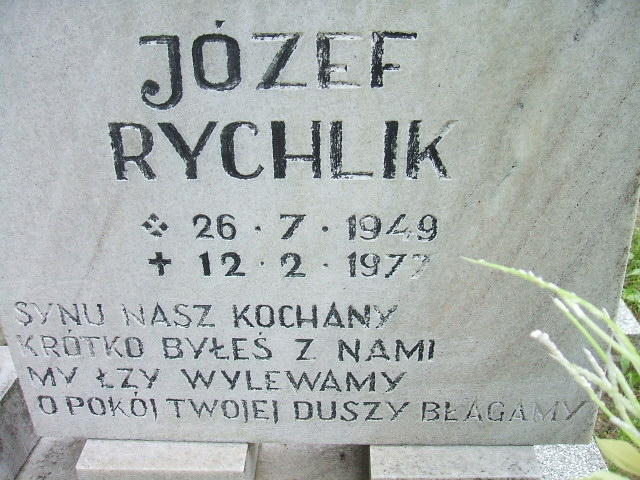 JÓZEF
RYCHLIK
❖ 26 · 7 · 1949
✝ 12 · 2 · 1977
SYNU NASZ KOCHANY
KRÓTKO BYŁEŚ Z NAMI
MY ŁZY WYLEWAMY
O POKÓJ TWOJEJ DUSZY BŁAGAMY